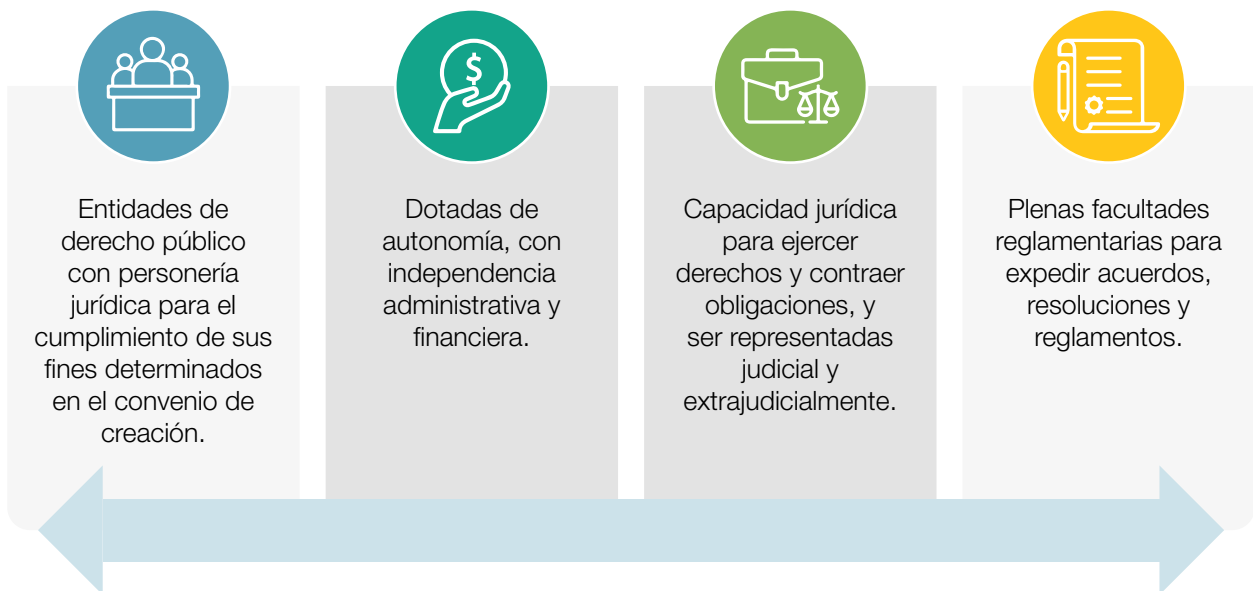 $
Entidades de
derecho público
con personería
jurídica para el
cumplimiento de sus
fines determinados
en el convenio de
creación.
Dotadas de
autonomía, con
independencia
administrativa y
financiera.
Capacidad jurídica
para ejercer
derechos y contraer
obligaciones, y
ser representadas
judicial y
extrajudicialmente.
Plenas facultades
reglamentarias para
expedir acuerdos,
resoluciones y
reglamentos.